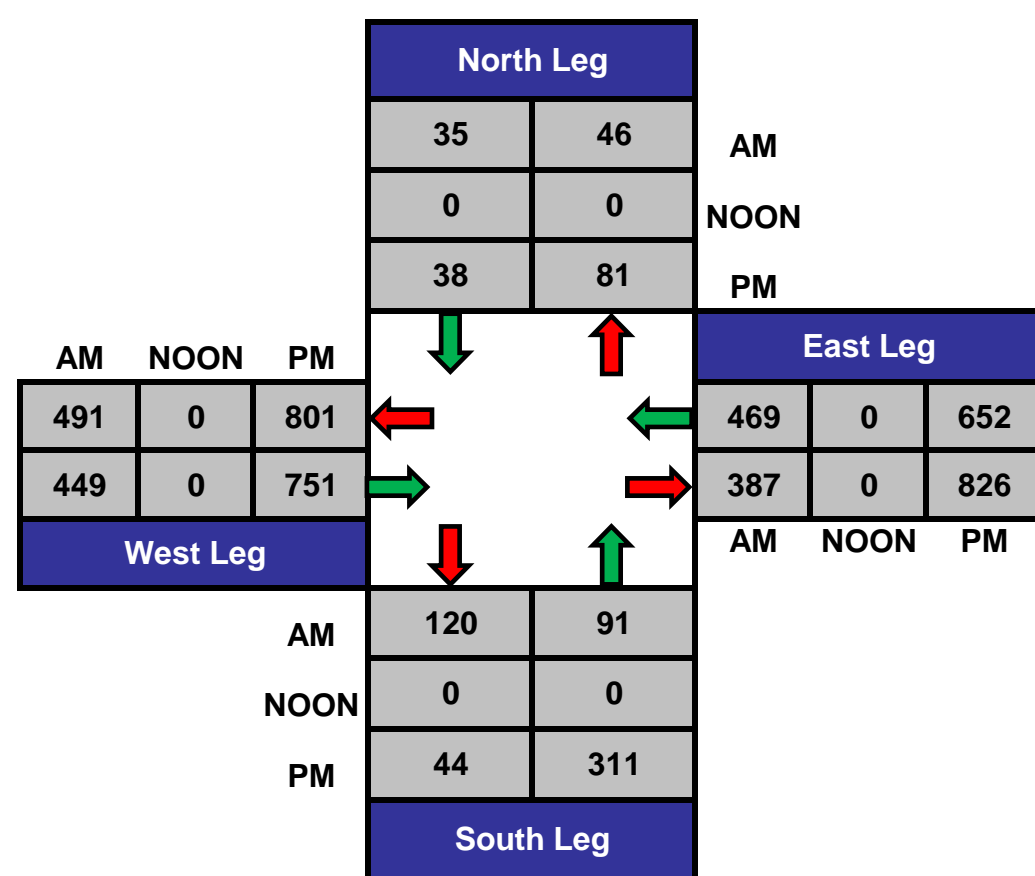 North Leg
35 46 AM
0 0 NOON
38 81 PM
AM NOON PM East Leg
491 0 801 469 0 652
449 0 751 387 0 826
West Leg AM NOON PM
AM 120 91
NOON 0 0
PM 44 311
South Leg